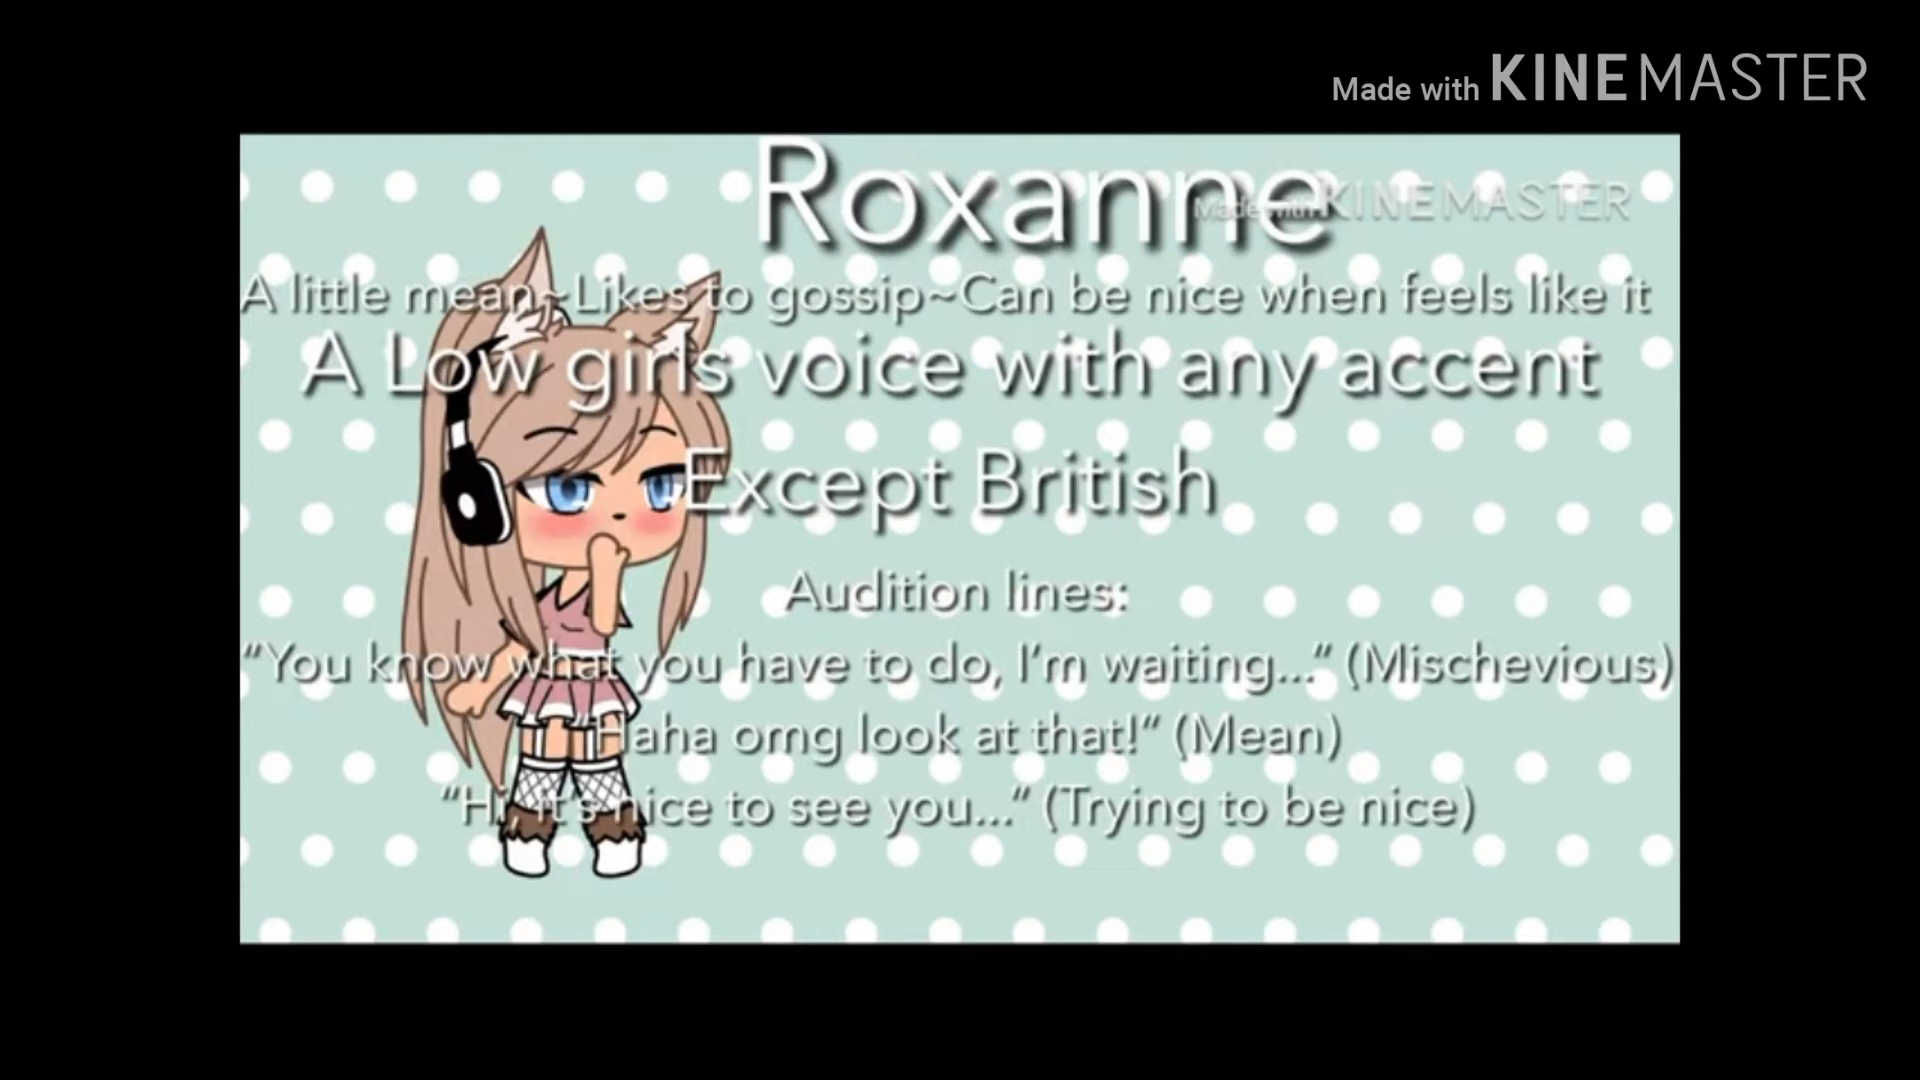 Made with KINEMASTER
Roxanne
Made with KINEMASTER
A little mean~Likes to gossip~Can be nice when feels like it
A Low girls voice with any accent
Except British
Audition lines:
“You know what you have to do, I’m waiting...” (Mischevious)
“Haha omg look at that!” (Mean)
“Hi, it’s nice to see you...” (Trying to be nice)